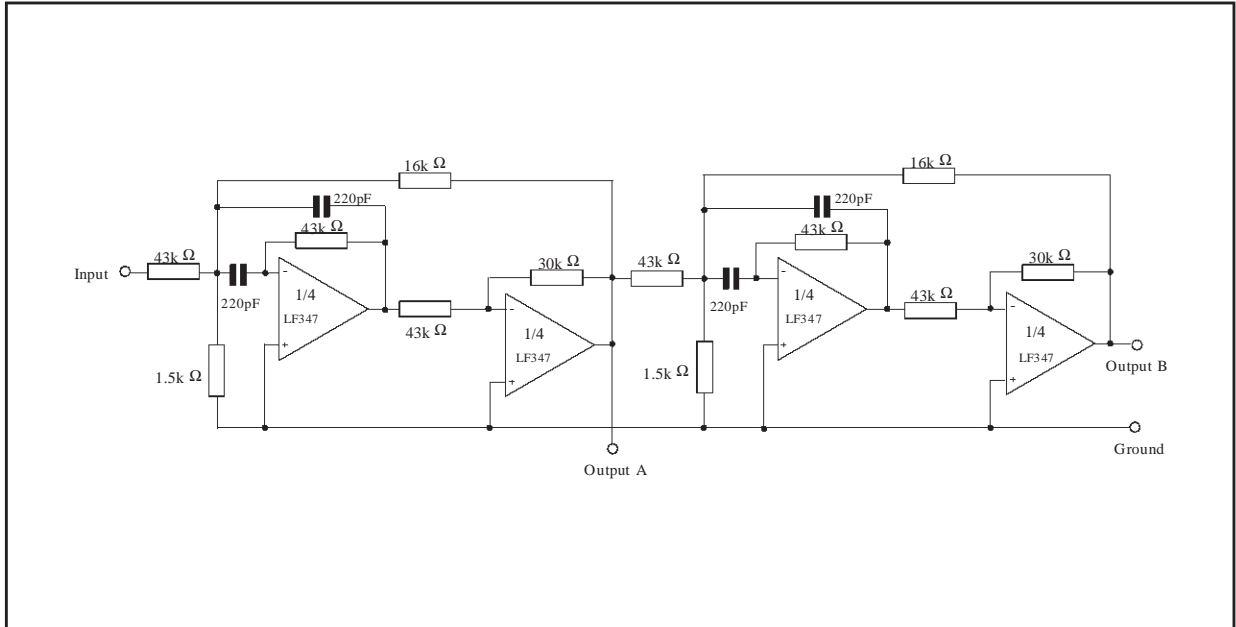 16k Ω
16k Ω
220pF
220pF
43k Ω
43k Ω
43k Ω
30k Ω
43k Ω
30k Ω
Input
-
-
220pF
1/4
LF347
-
220pF
1/4
LF347
-
43k Ω
1/4
LF347
43k Ω
1/4
LF347
+
+
1.5k Ω
+
1.5k Ω
+
Output B
Output A
Ground